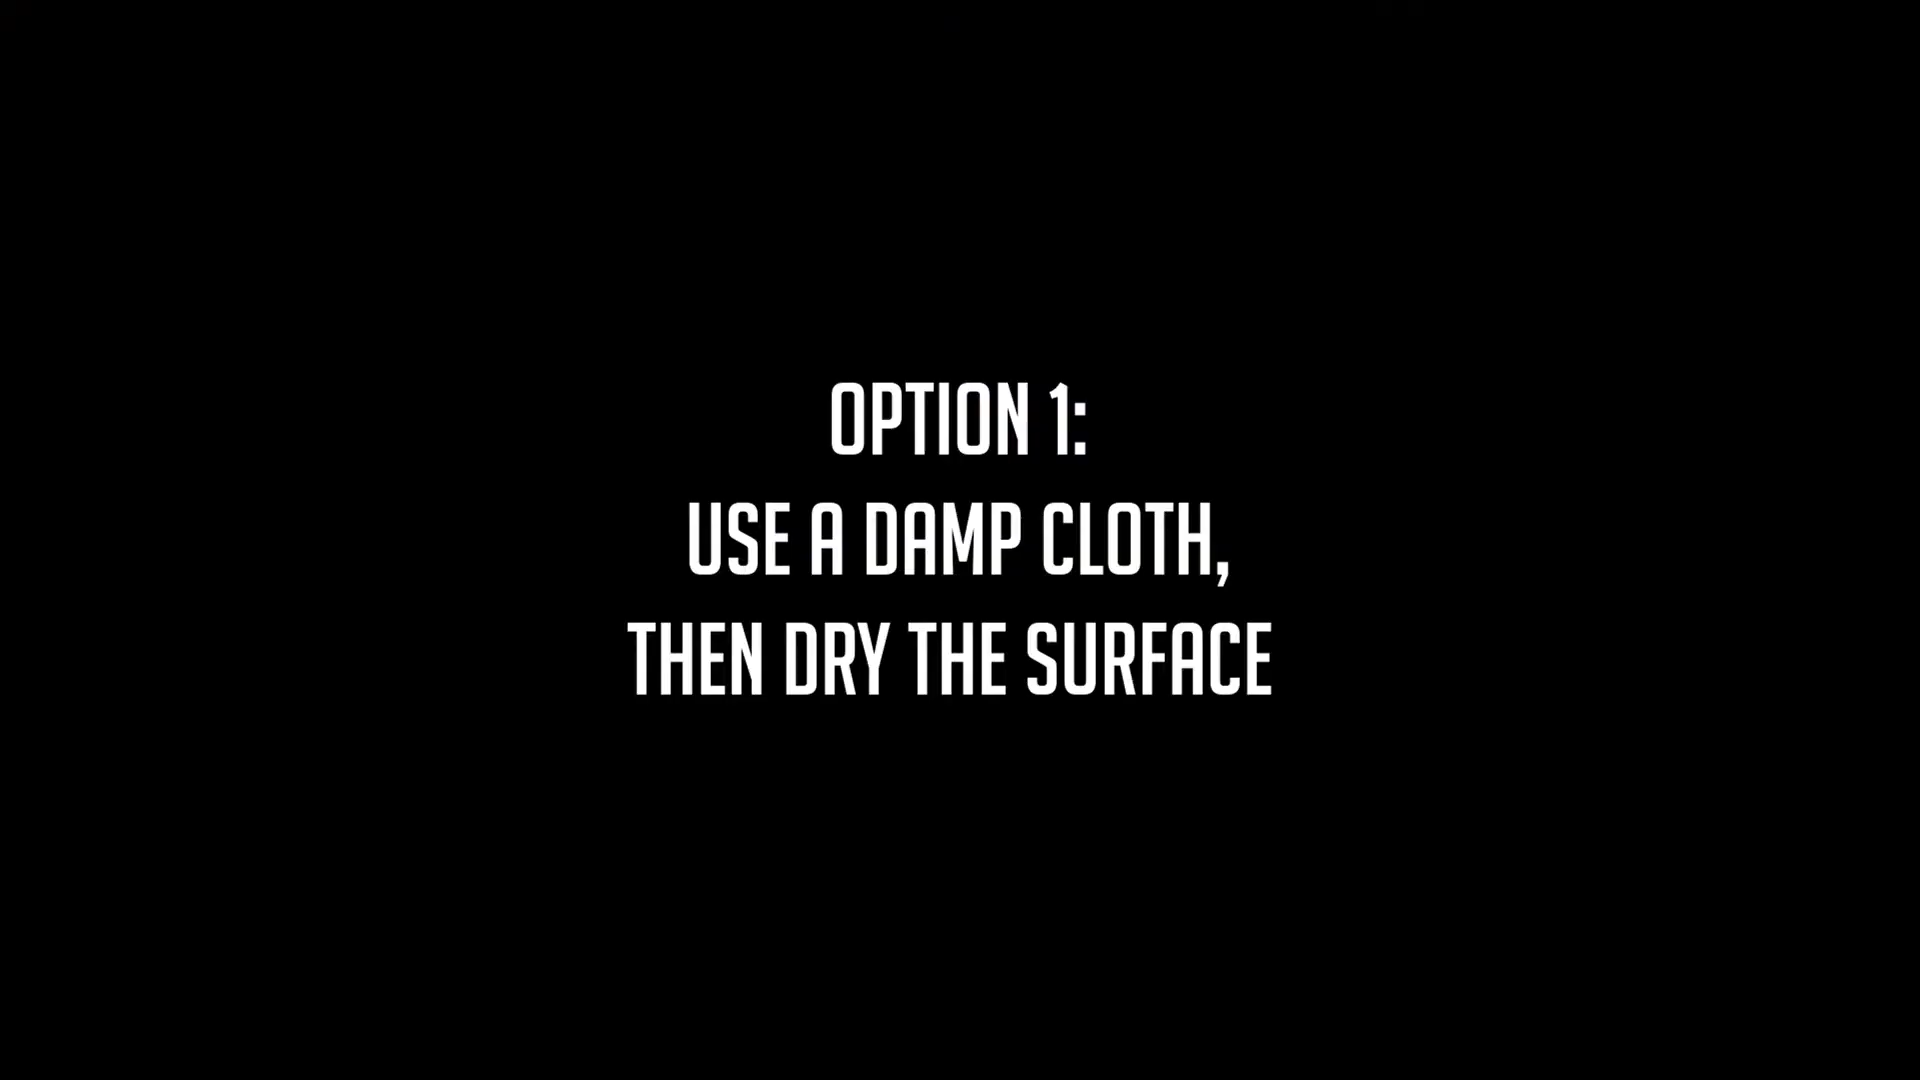 OPTION 1:
USE A DAMP CLOTH,
THEN DRY THE SURFACE